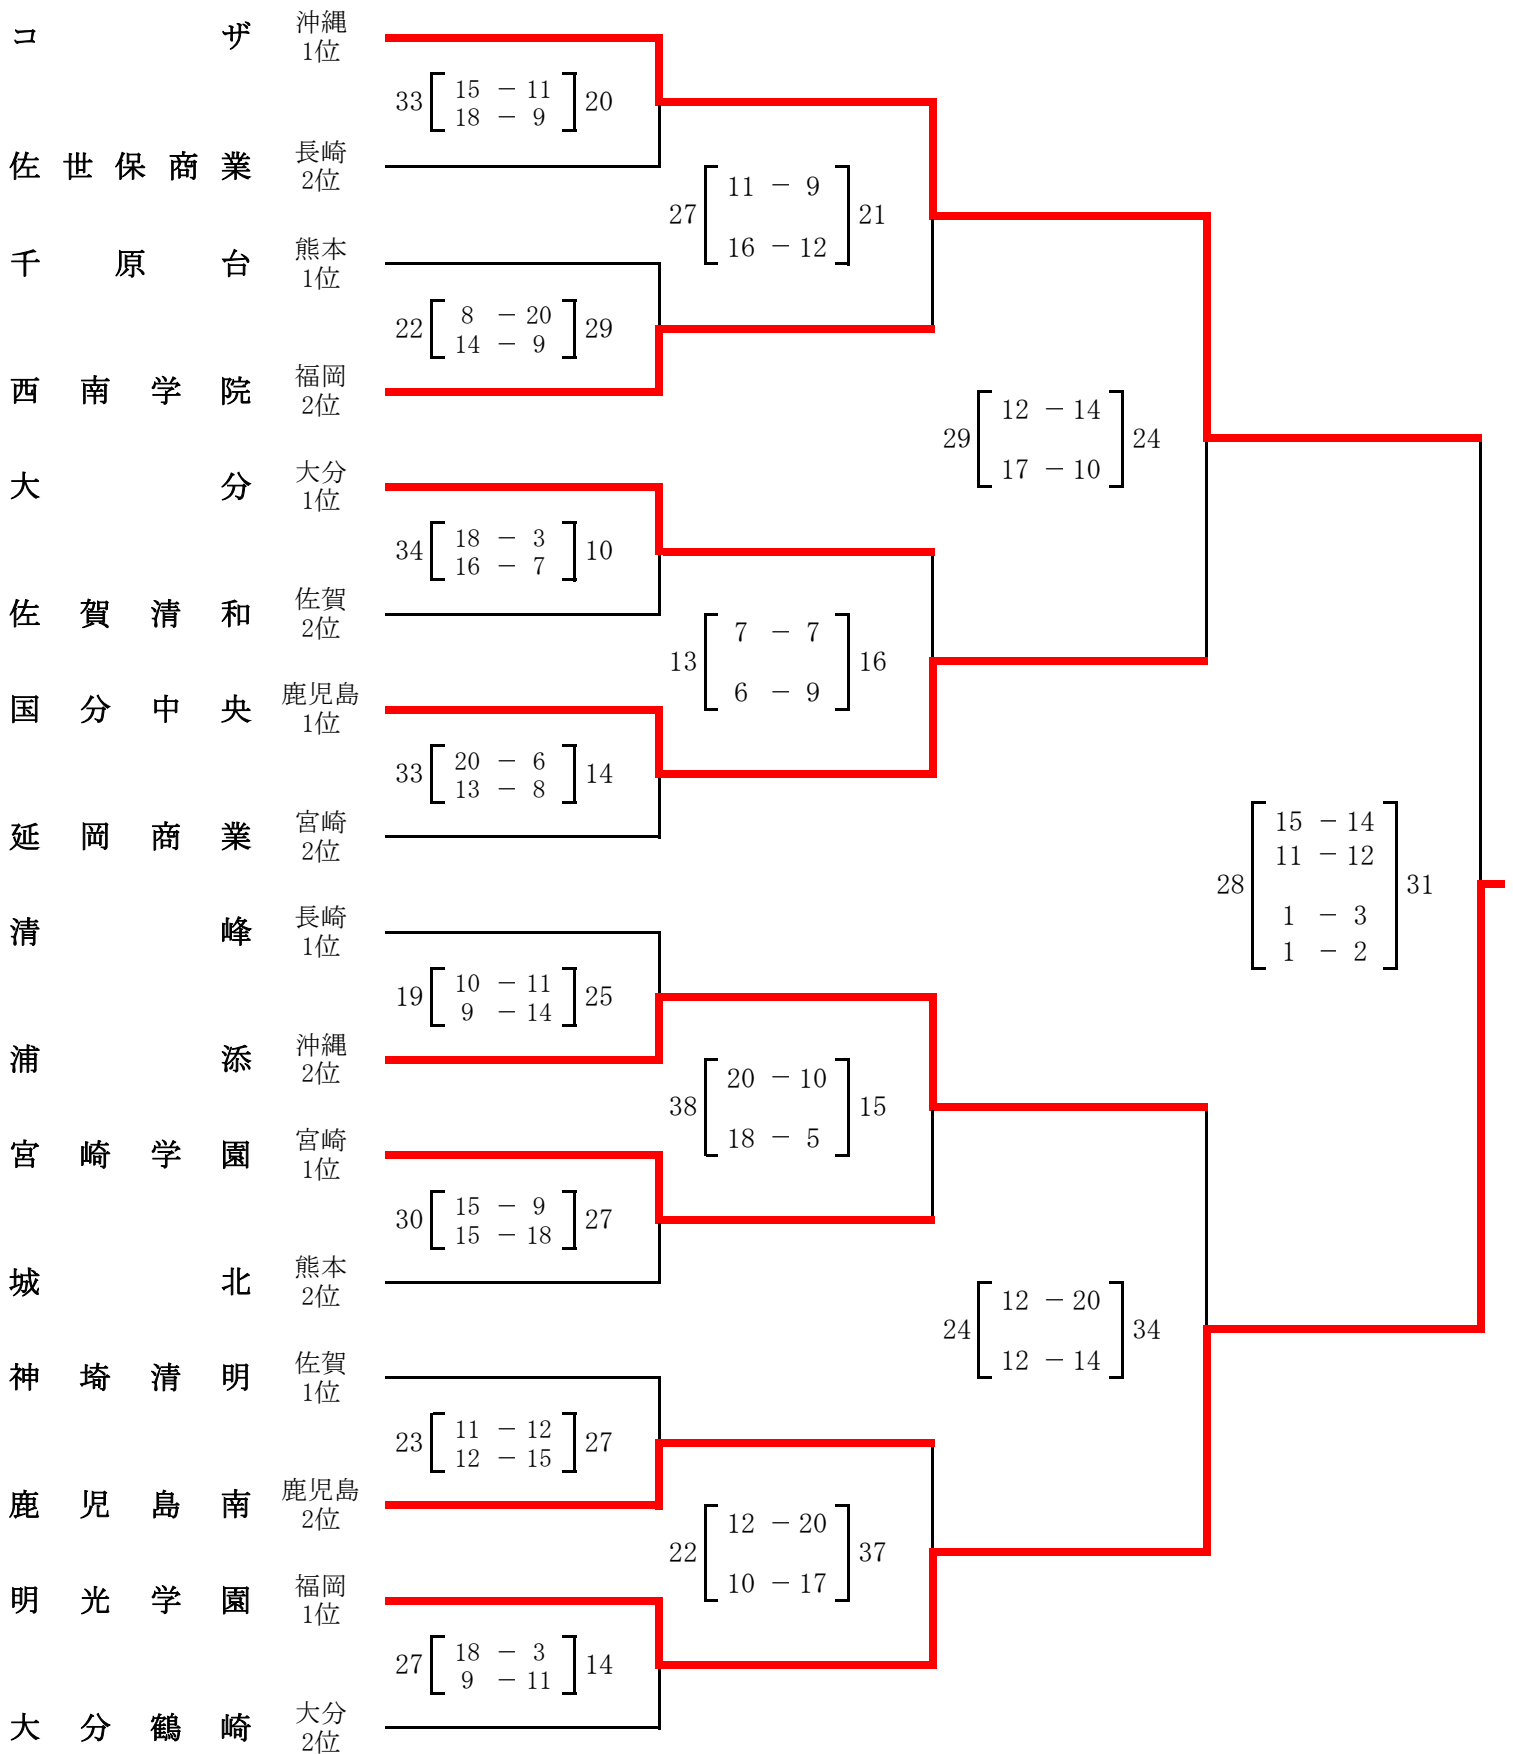 コザ 沖縄
1位
33 15 － 11 20
18 － 9
佐世保商業 長崎
2位
27 11 － 9 21
16 － 12
千原台 熊本
1位
22 8 － 20 29
14 － 9
西南学院 福岡
2位
29 12 － 14 24
17 － 10
大分 大分
1位
34 18 － 3 10
16 － 7
佐賀清和 佐賀
2位
13 7 － 7 16
6 － 9
国分中央 鹿児島
1位
33 20 － 6 14
13 － 8
延岡商業 宮崎
2位
28 15 － 14 31
11 － 12
1 － 3
1 － 2
清峰 長崎
1位
19 10 － 11 25
9 － 14
浦添 沖縄
2位
38 20 － 10 15
18 － 5
宮崎学園 宮崎
1位
30 15 － 9 27
15 － 18
城北 熊本
2位
24 12 － 20 34
12 － 14
神埼清明 佐賀
1位
23 11 － 12 27
12 － 15
鹿児島南 鹿児島
2位
22 12 － 20 37
10 － 17
明光学園 福岡
1位
27 18 － 3 14
9 － 11
大分鶴崎 大分
2位